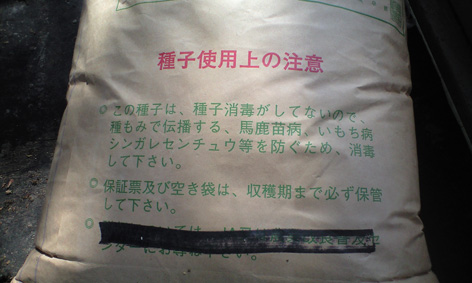 種子使用上の注意
この種子は、種子消毒がしてないので、
種もみで伝播する、馬鹿苗病、いもち病
シンガレセンチュウ等を防ぐため、消毒
して下さい。
保証票及び空き袋は、収穫期まで必ず保管
して下さい。